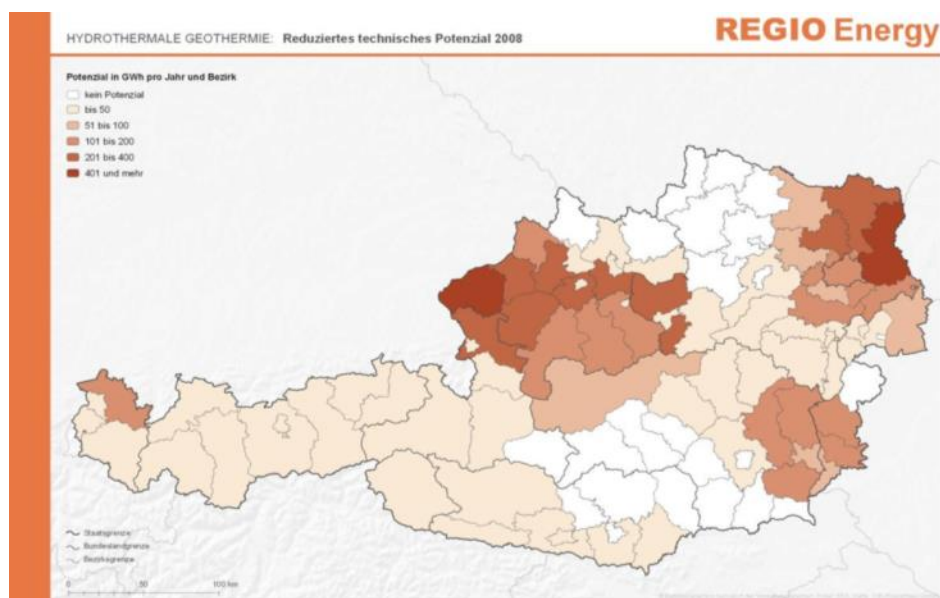 HYDROTHERMALE GEOTHERMIE: Reduziertes technisches Potenzial 2008
REGIO Energy
Potenzial in GWh pro Jahr und Bezirk
kein Potenzial
bis 50
51 bis 100
101 bis 200
201 bis 400
401 und mehr
Staatsgrenze
Bundeslandgrenze
Bezirksgrenze
0 50 100 km